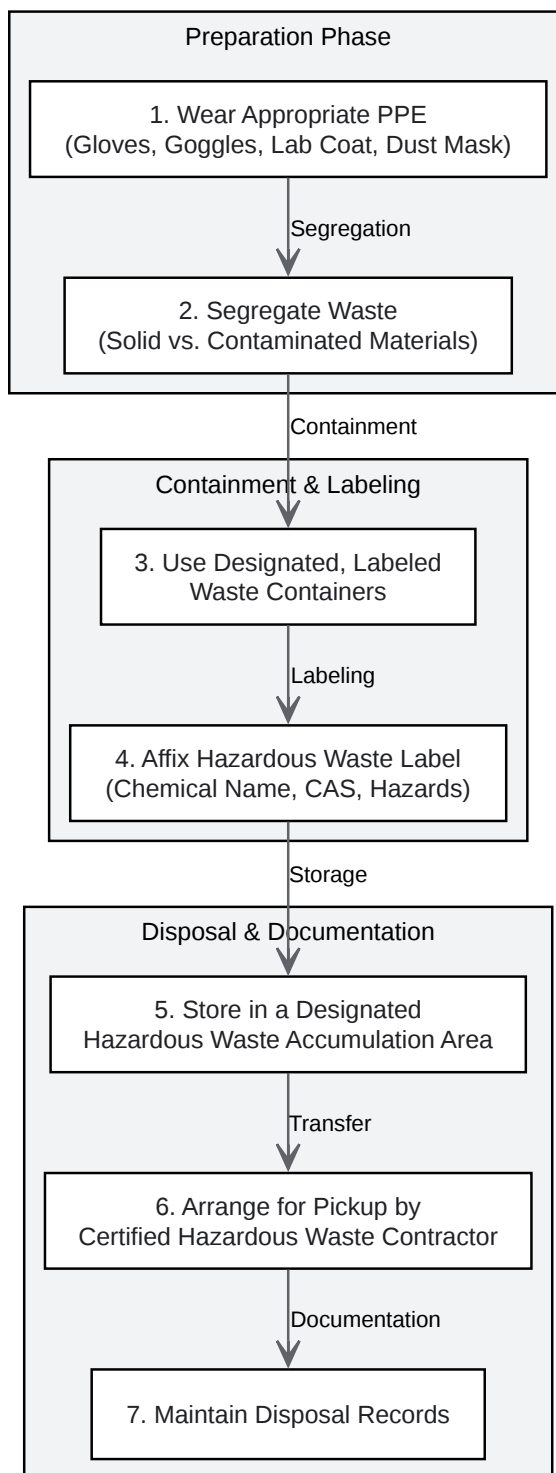 Preparation Phase
1. Wear Appropriate PPE
(Gloves, Goggles, Lab Coat, Dust Mask)
Segregation
2. Segregate Waste
(Solid vs. Contaminated Materials)
Containment
Containment & Labeling
3. Use Designated, Labeled
Waste Containers
Labeling
4. Affix Hazardous Waste Label
(Chemical Name, CAS, Hazards)
Storage
Disposal & Documentation
5. Store in a Designated
Hazardous Waste Accumulation Area
Transfer
6. Arrange for Pickup by
Certified Hazardous Waste Contractor
Documentation
7. Maintain Disposal Records